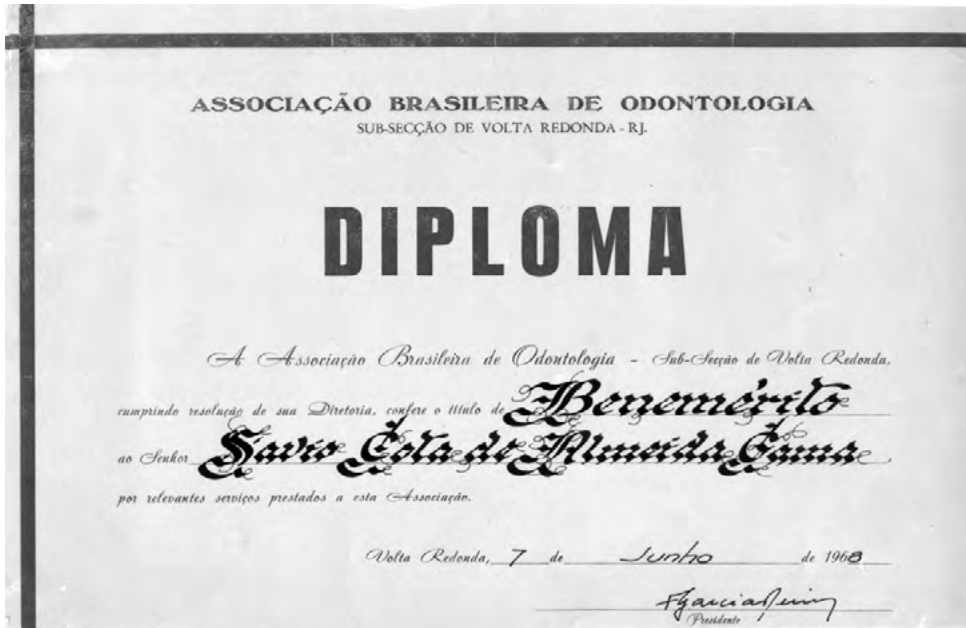 ASSOCIAÇÃO BRASILEIRA DE ODONTOLOGIA
SUB-SECÇÃO DE VOLTA REDONDA - RJ.
DIPLOMA
A Associação Brasileira de Odontologia - Sub-Secção de Volta Redonda,
cumprindo resolução de sua Diretoria, confere o título de Benemérito
ao Senhor Savio Cota de Almeida Gama,
por relevantes serviços prestados a esta Associação.
Volta Redonda, 7 de Junho de 1968
Presidente